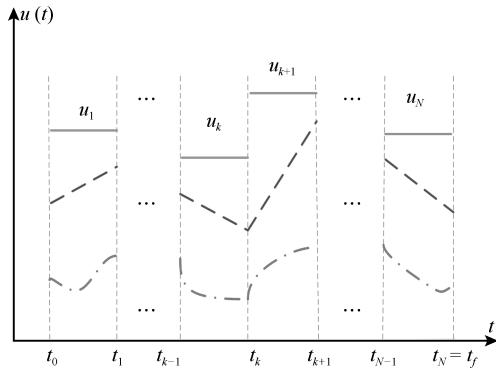 u (t)
u_{k+1}
... ...
u_1 u_k u_N
... ...
... ...
t
t_0 t_1 t_{k-1} t_k t_{k+1} t_{N-1} t_N = t_f